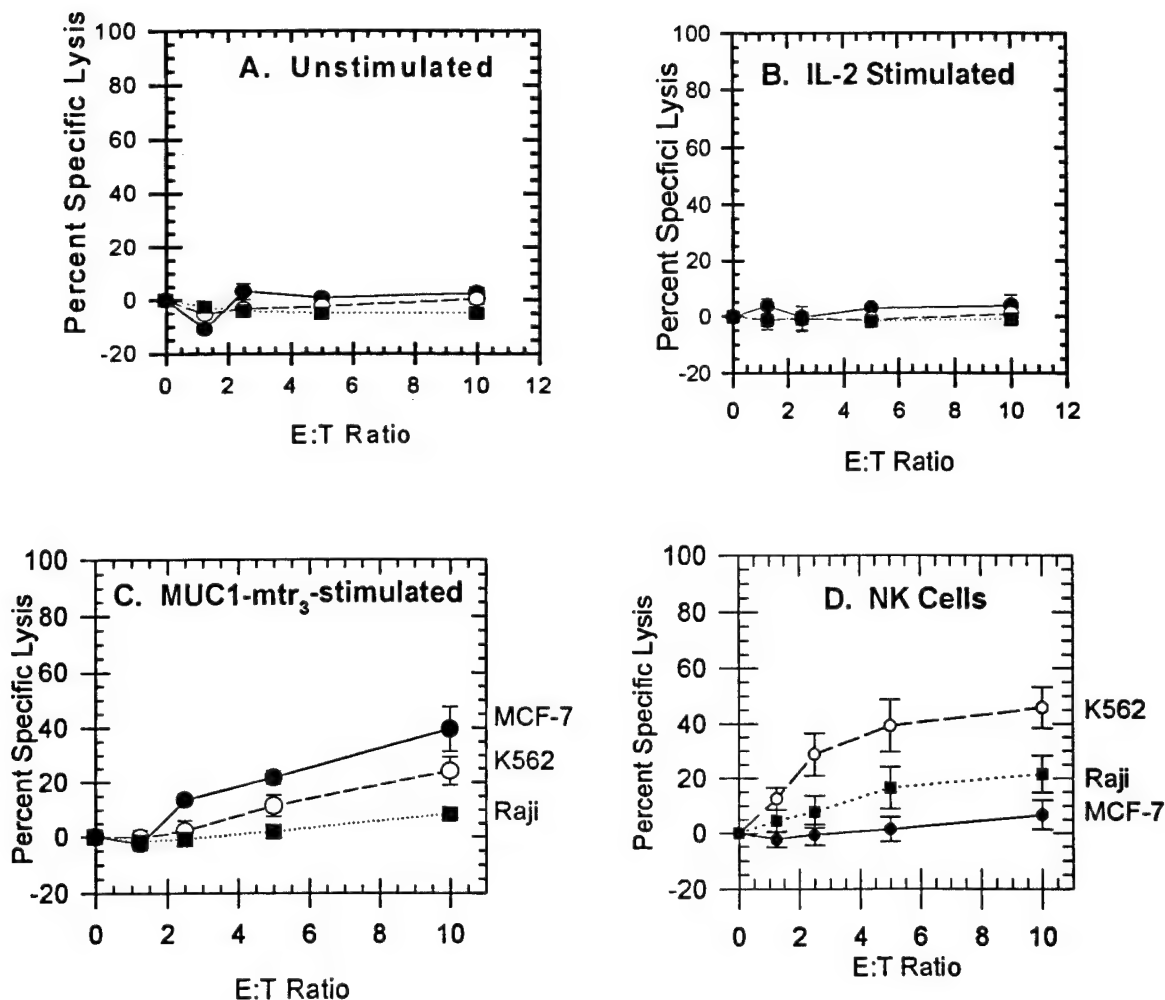 A. Unstimulated
Percent Specific Lysis
100
80
60
40
20
0
-20
0 2 4 6 8 10 12
E:T Ratio
B. IL-2 Stimulated
Percent Specfici Lysis
100
80
60
40
20
0
-20
0 2 4 6 8 10 12
E:T Ratio
C. MUC1-mtr₃-stimulated
Percent Specific Lysis
100
80
60
40
20
0
-20
0 2 4 6 8 10
E:T Ratio
MCF-7
K562
Raji
D. NK Cells
Percent Specific Lysis
100
80
60
40
20
0
-20
0 2 4 6 8 10
E:T Ratio
K562
Raji
MCF-7